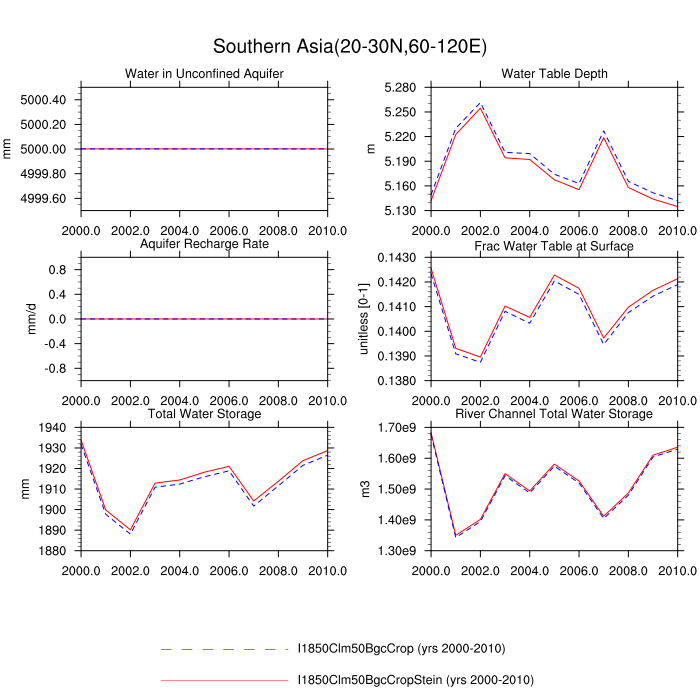 Southern Asia(20-30N,60-120E)
Water in Unconfined Aquifer
5000.40
5000.20
5000.00
4999.80
4999.60
mm
2000.0 2002.0 2004.0 2006.0 2008.0 2010.0
Water Table Depth
5.280
5.250
5.220
5.190
5.160
5.130
m
2000.0 2002.0 2004.0 2006.0 2008.0 2010.0
Aquifer Recharge Rate
0.8
0.4
0.0
-0.4
-0.8
mm/d
2000.0 2002.0 2004.0 2006.0 2008.0 2010.0
Frac Water Table at Surface
0.1430
0.1420
0.1410
0.1400
0.1390
0.1380
unitless [0-1]
2000.0 2002.0 2004.0 2006.0 2008.0 2010.0
Total Water Storage
1940
1930
1920
1910
1900
1890
1880
mm
2000.0 2002.0 2004.0 2006.0 2008.0 2010.0
River Channel Total Water Storage
1.70e9
1.60e9
1.50e9
1.40e9
1.30e9
m3
2000.0 2002.0 2004.0 2006.0 2008.0 2010.0
I1850Clm50BgcCrop (yrs 2000-2010)
I1850Clm50BgcCropStein (yrs 2000-2010)